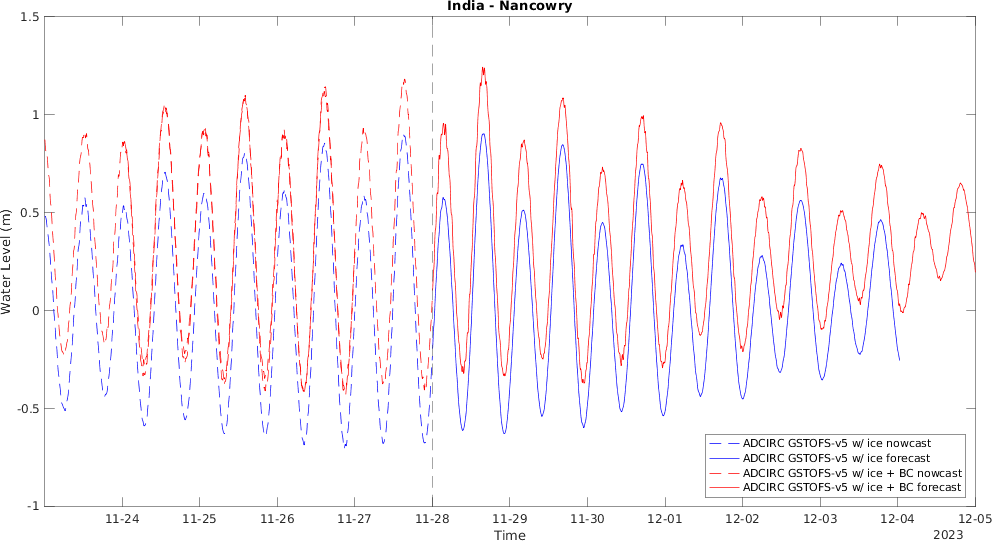 India - Nancowry
1.5
1
0.5
0
-0.5
-1
Water Level (m)
ADCIRC GSTOFS-v5 w/ ice nowcast
ADCIRC GSTOFS-v5 w/ ice forecast
ADCIRC GSTOFS-v5 w/ ice + BC nowcast
ADCIRC GSTOFS-v5 w/ ice + BC forecast
11-24 11-25 11-26 11-27 11-28 11-29 11-30 12-01 12-02 12-03 12-04 12-05
Time
2023